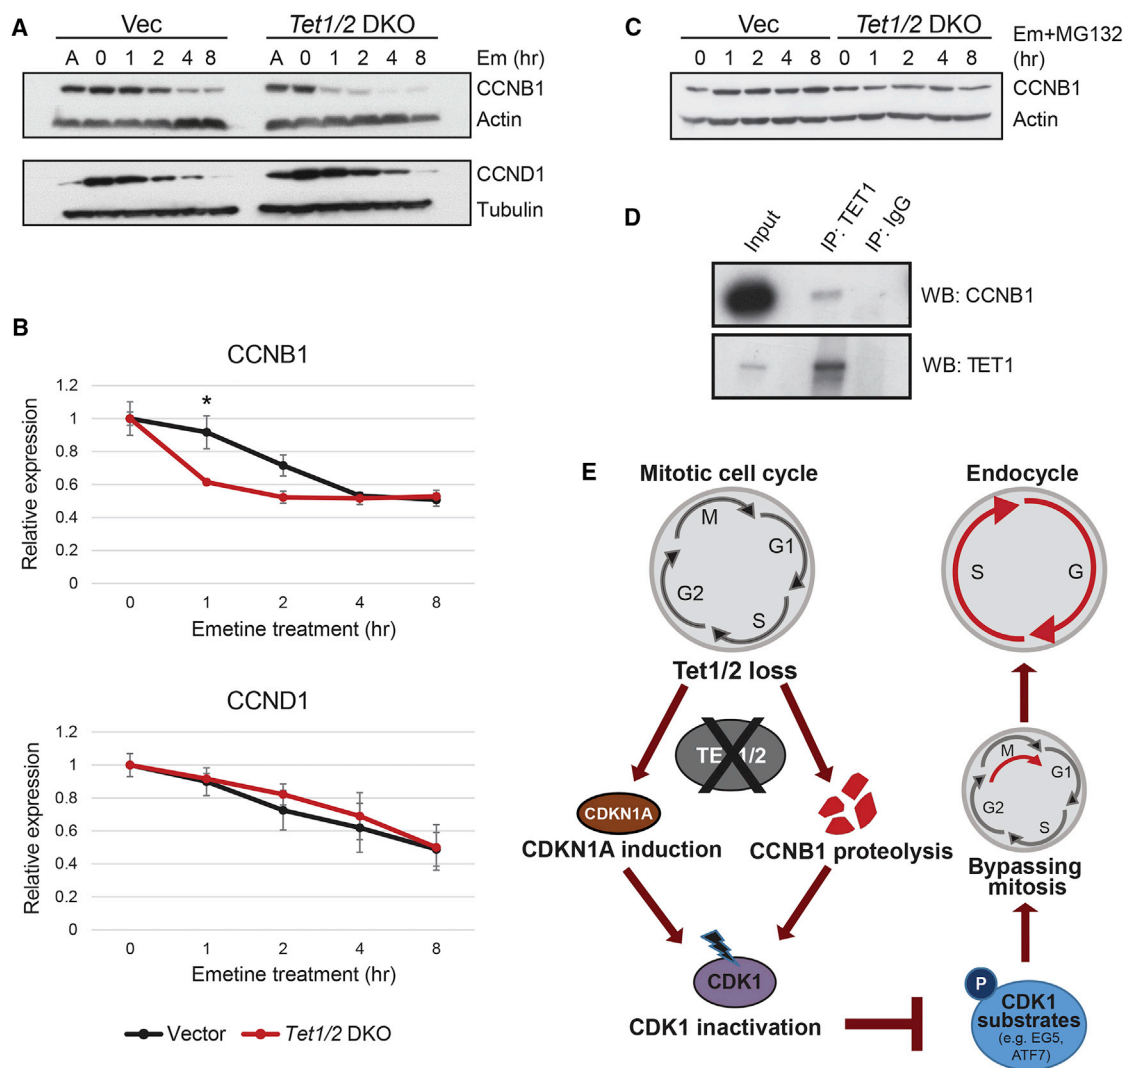 A
Vec
Tet1/2 DKO
A 0 1 2 4 8
A 0 1 2 4 8
Em (hr)
CCNB1
Actin
CCND1
Tubulin
C
Vec
Tet1/2 DKO
Em+MG132
(hr)
0 1 2 4 8
0 1 2 4 8
CCNB1
Actin
D
Input
IP: TET1
IP: IgG
WB: CCNB1
WB: TET1
B
CCNB1
Relative expression
1.2
1
0.8
0.6
0.4
0.2
0
*
0 1 2 4 8
Emetine treatment (hr)
CCND1
Relative expression
1.2
1
0.8
0.6
0.4
0.2
0
0 1 2 4 8
Emetine treatment (hr)
Vector
Tet1/2 DKO
E
Mitotic cell cycle
M
G1
S
G2
Tet1/2 loss
TE 1/2
CDKN1A
CDKN1A induction
CCNB1 proteolysis
CDK1
CDK1 inactivation
Endocycle
S
G
M
G1
S
G2
Bypassing
mitosis
P
CDK1
substrates
(e.g. EG5,
ATF7)